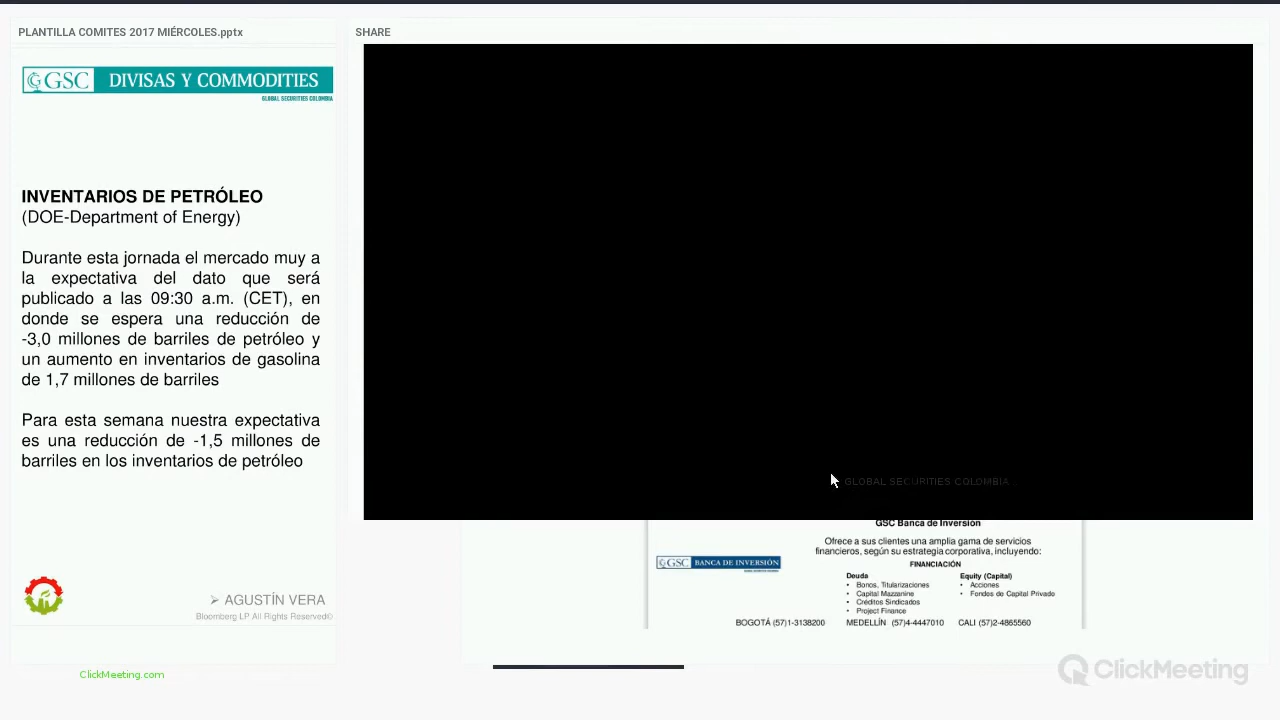 PLANTILLA COMITES 2017 MIÉRCOLES.pptx
SHARE
GSC DIVISAS Y COMMODITIES
GLOBAL SECURITIES COLOMBIA
INVENTARIOS DE PETRÓLEO
(DOE-Department of Energy)
Durante esta jornada el mercado muy a
la expectativa del dato que será
publicado a las 09:30 a.m. (CET), en
donde se espera una reducción de
-3,0 millones de barriles de petróleo y
un aumento en inventarios de gasolina
de 1,7 millones de barriles
Para esta semana nuestra expectativa
es una reducción de -1,5 millones de
barriles en los inventarios de petróleo
➢ AGUSTÍN VERA
Bloomberg LP All Rights Reserved©
GLOBAL SECURITIES COLOMBIA
GSC Banca de Inversión
Ofrece a sus clientes una amplia gama de servicios
financieros, según su estrategia corporativa, incluyendo:
GSC BANCA DE INVERSIÓN
FINANCIACIÓN
Deuda
• Bonos, Titularizaciones
• Capital Mezzanine
• Créditos Sindicados
• Project Finance
Equity (Capital)
• Acciones
• Fondos de Capital Privado
BOGOTÁ (57)1-3138200 MEDELLÍN (57)4-4447010 CALI (57)2-4865560
ClickMeeting.com
ClickMeeting